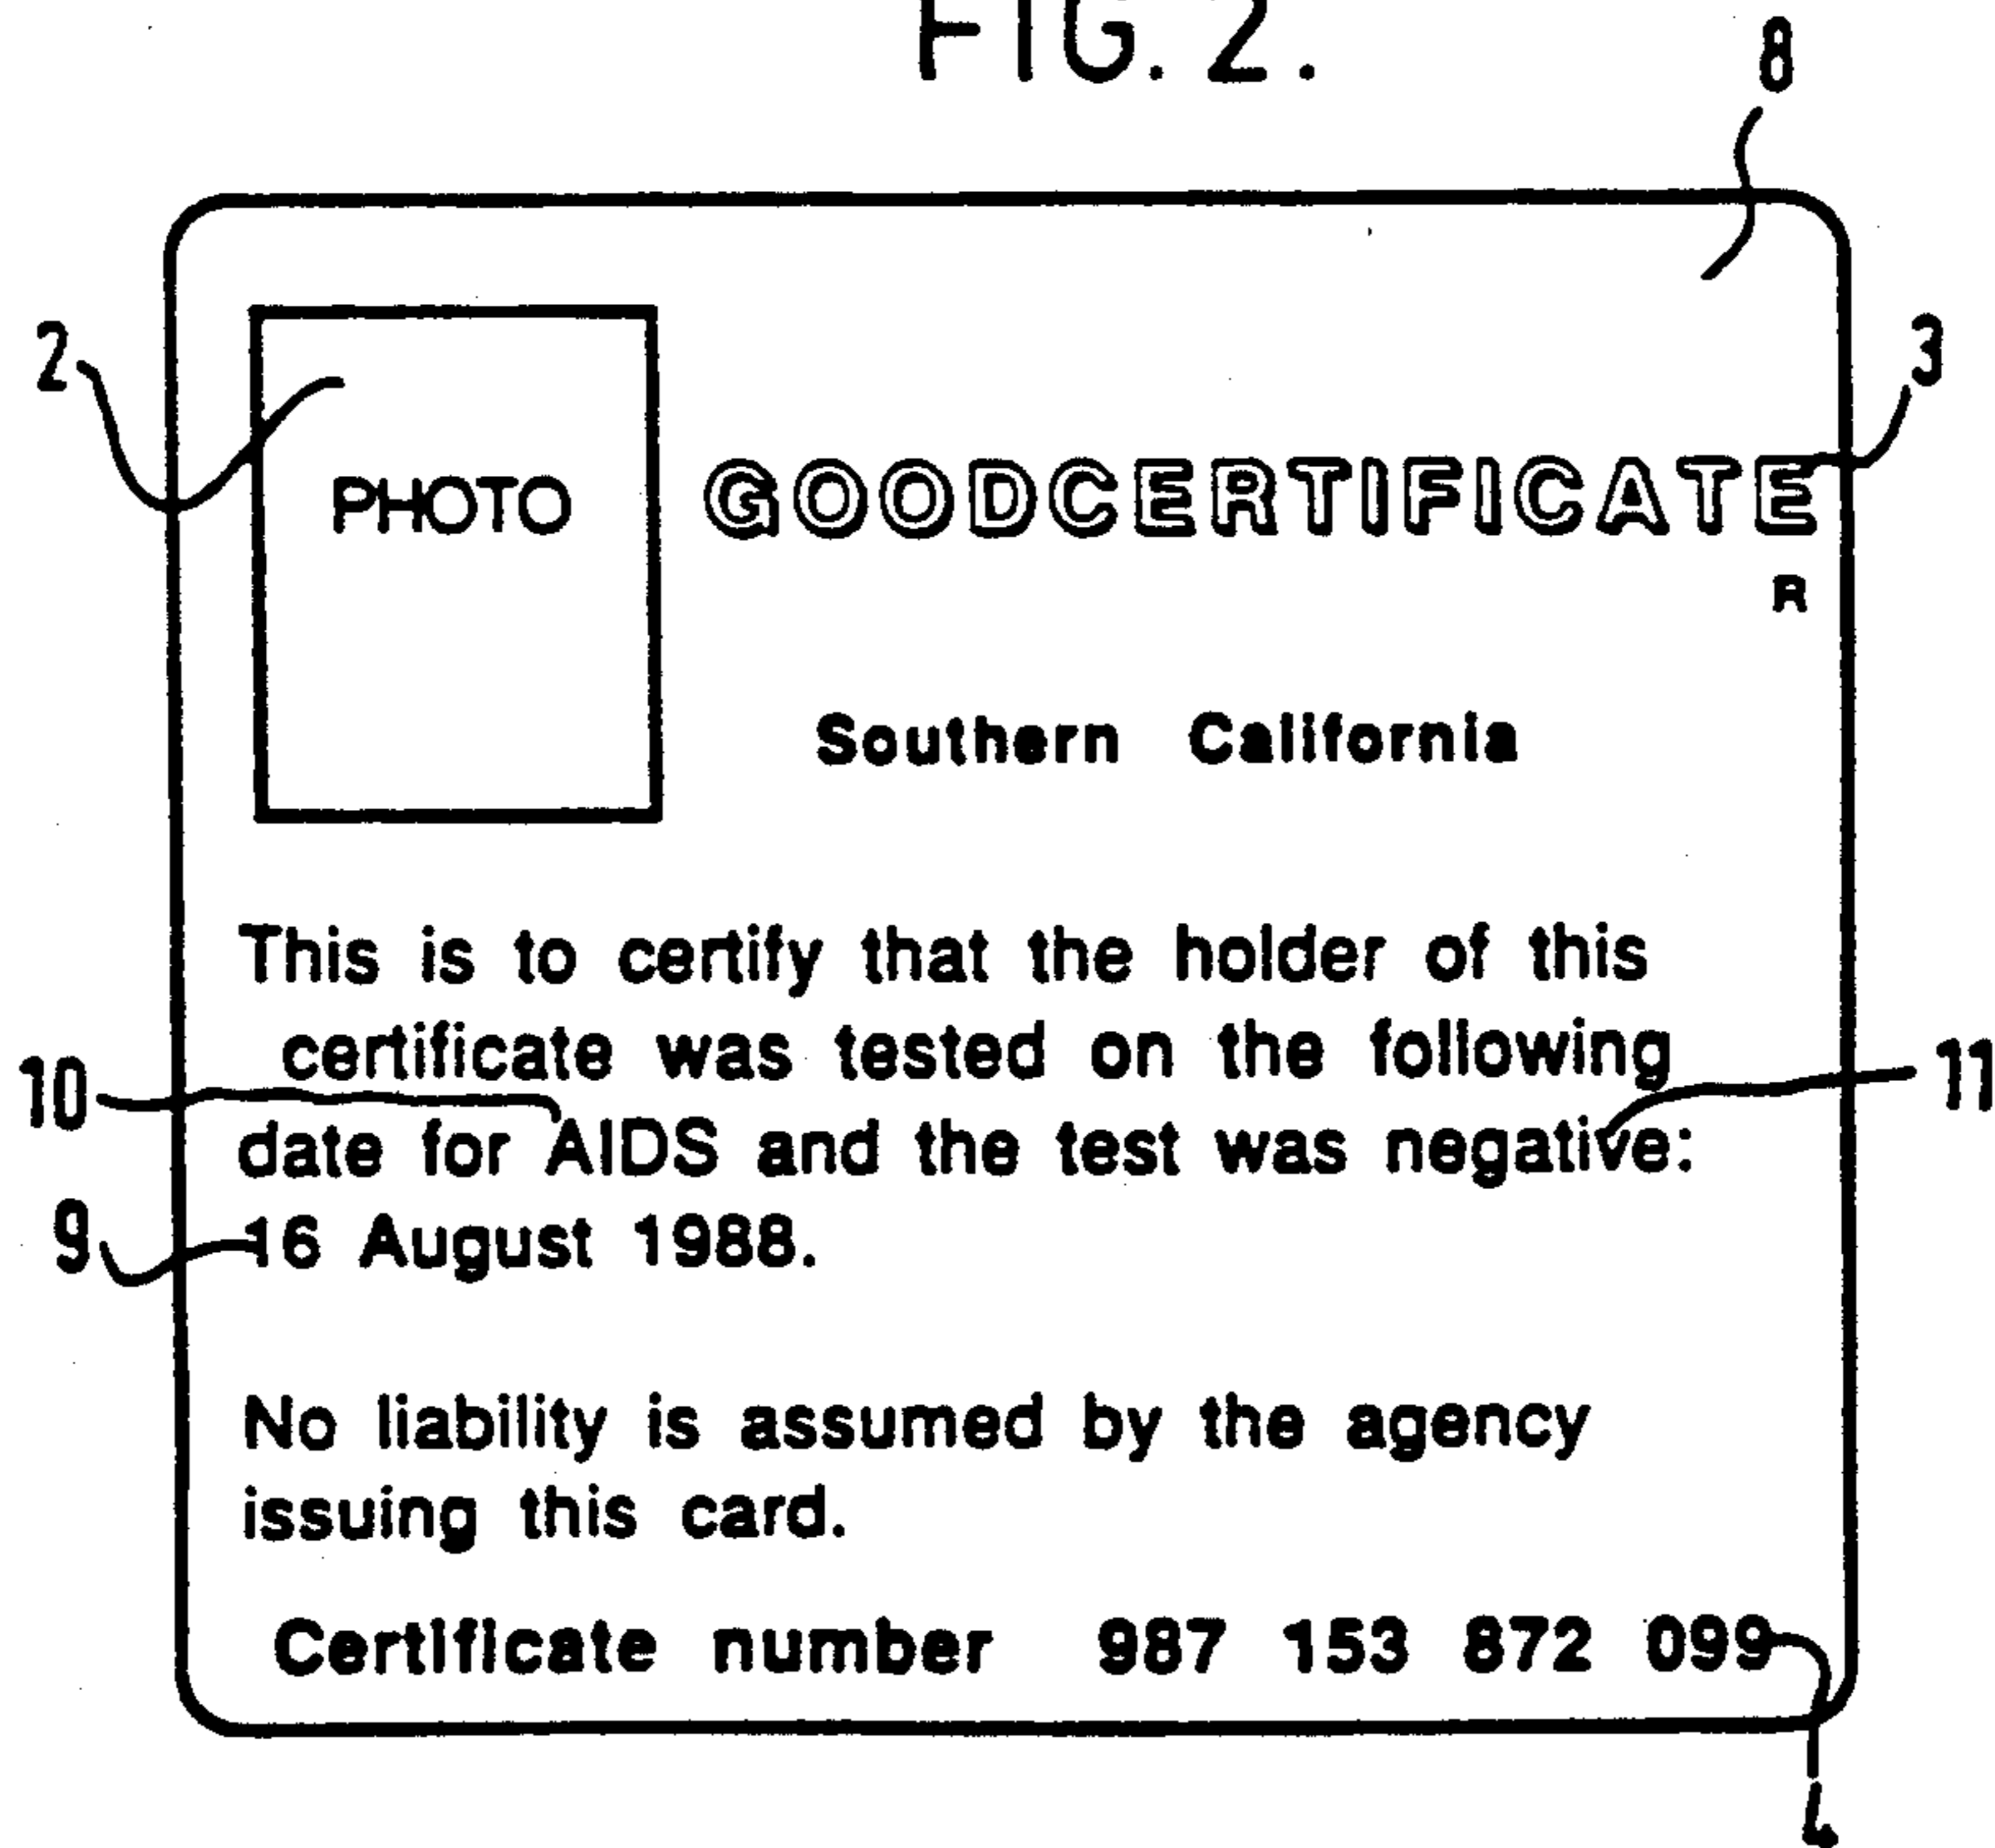 FIG. 2.
8
2
3
PHOTO
GOODCERTIFICATE
R
Southern California
This is to certify that the holder of this
certificate was tested on the following
10
11
date for AIDS and the test was negative:
9
16 August 1988.
No liability is assumed by the agency
issuing this card.
Certificate number 987 153 872 099
4